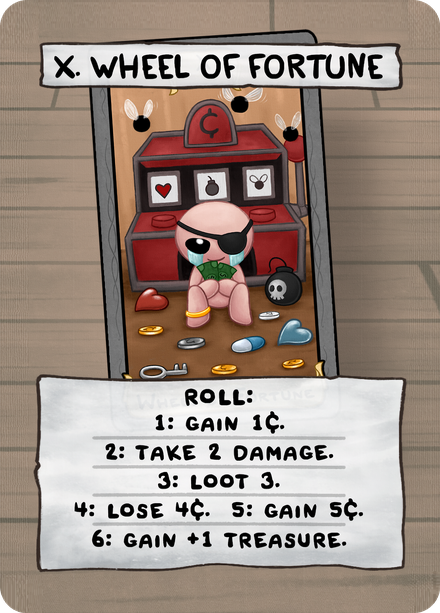 X. WHEEL OF FORTUNE
¢
ROLL:
1: GAIN 1¢.
2: TAKE 2 DAMAGE.
3: LOOT 3.
4: LOSE 4¢. 5: GAIN 5¢.
6: GAIN +1 TREASURE.